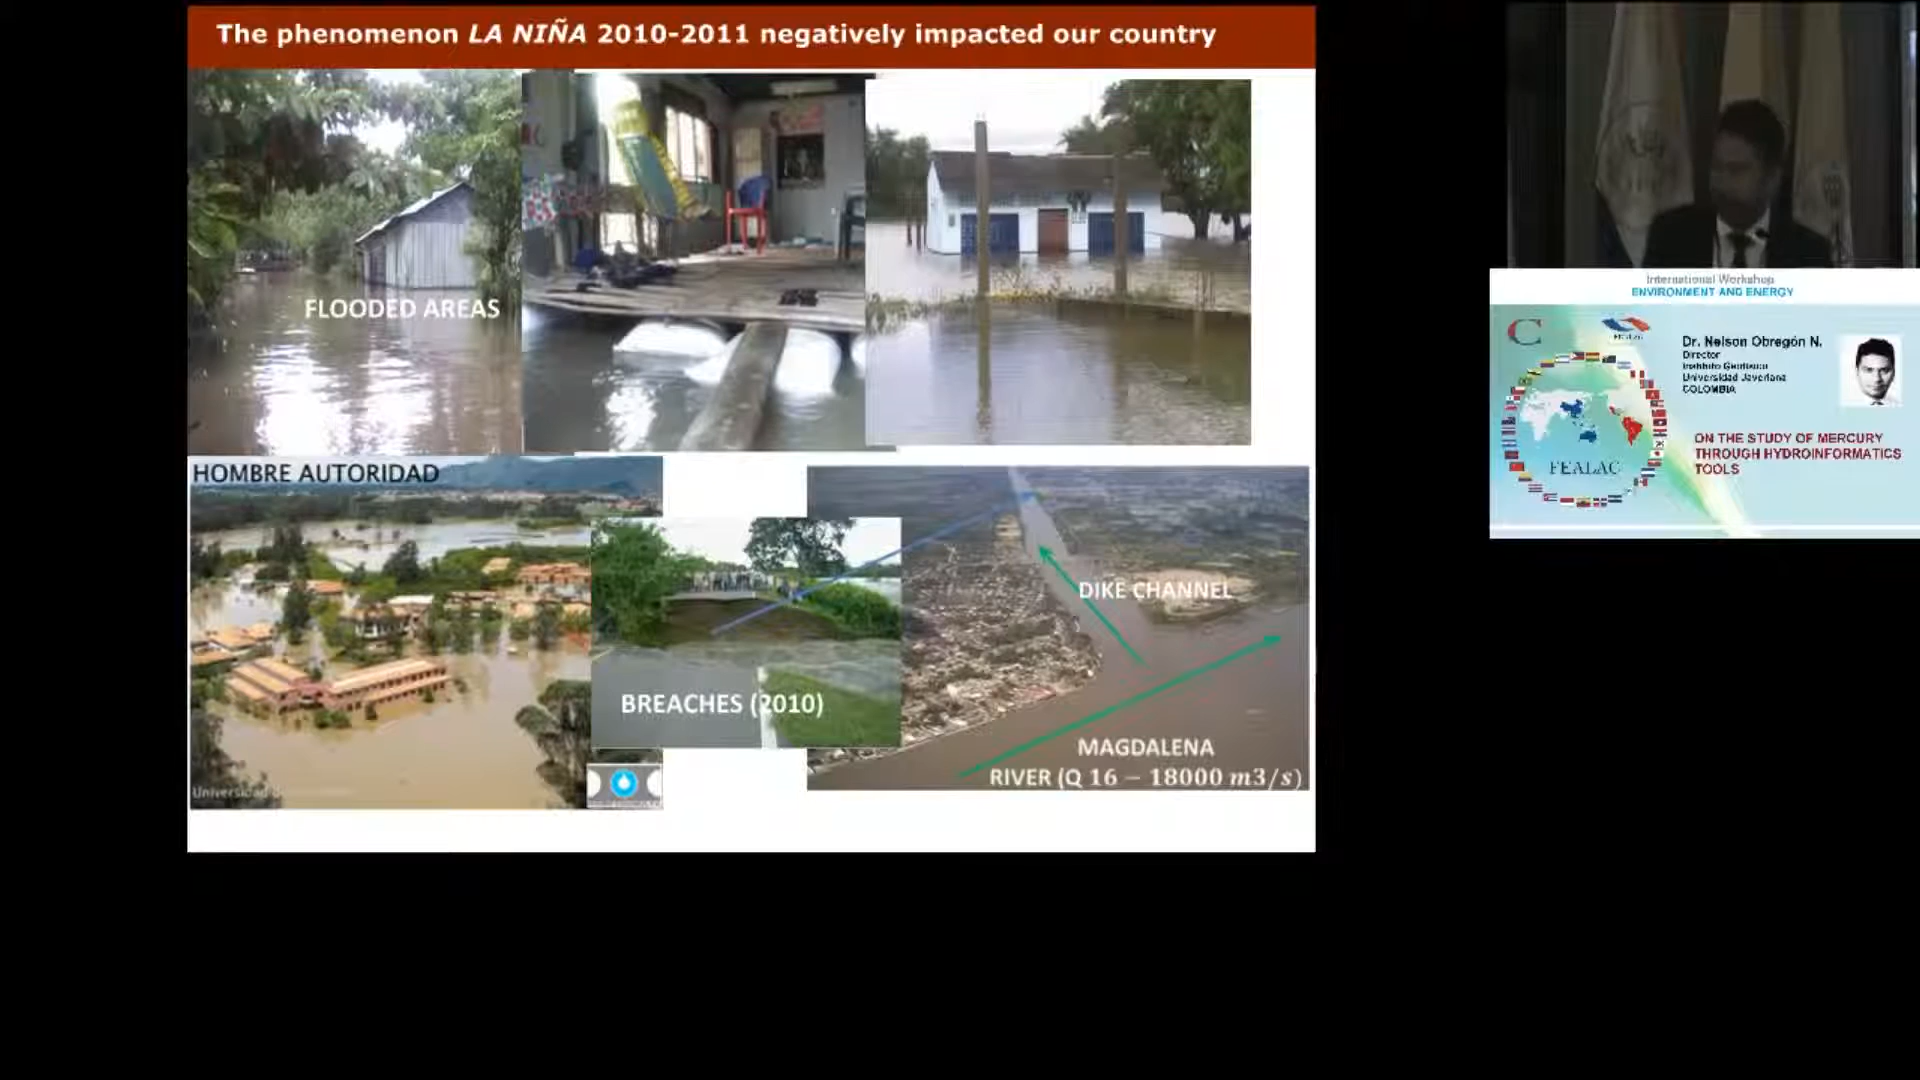 The phenomenon LA NIÑA 2010-2011 negatively impacted our country
FLOODED AREAS
HOMBRE AUTORIDAD
BREACHES (2010)
DIKE CHANNEL
MAGDALENA
RIVER (Q 16 – 18000 m3/s)
International Workshop
ENVIRONMENT AND ENERGY
C
FEALAC
Dr. Nelson Obregón N.
Director
Instituto Geofísico
Universidad Javeriana
COLOMBIA
ON THE STUDY OF MERCURY
THROUGH HYDROINFORMATICS
TOOLS
FEALAC